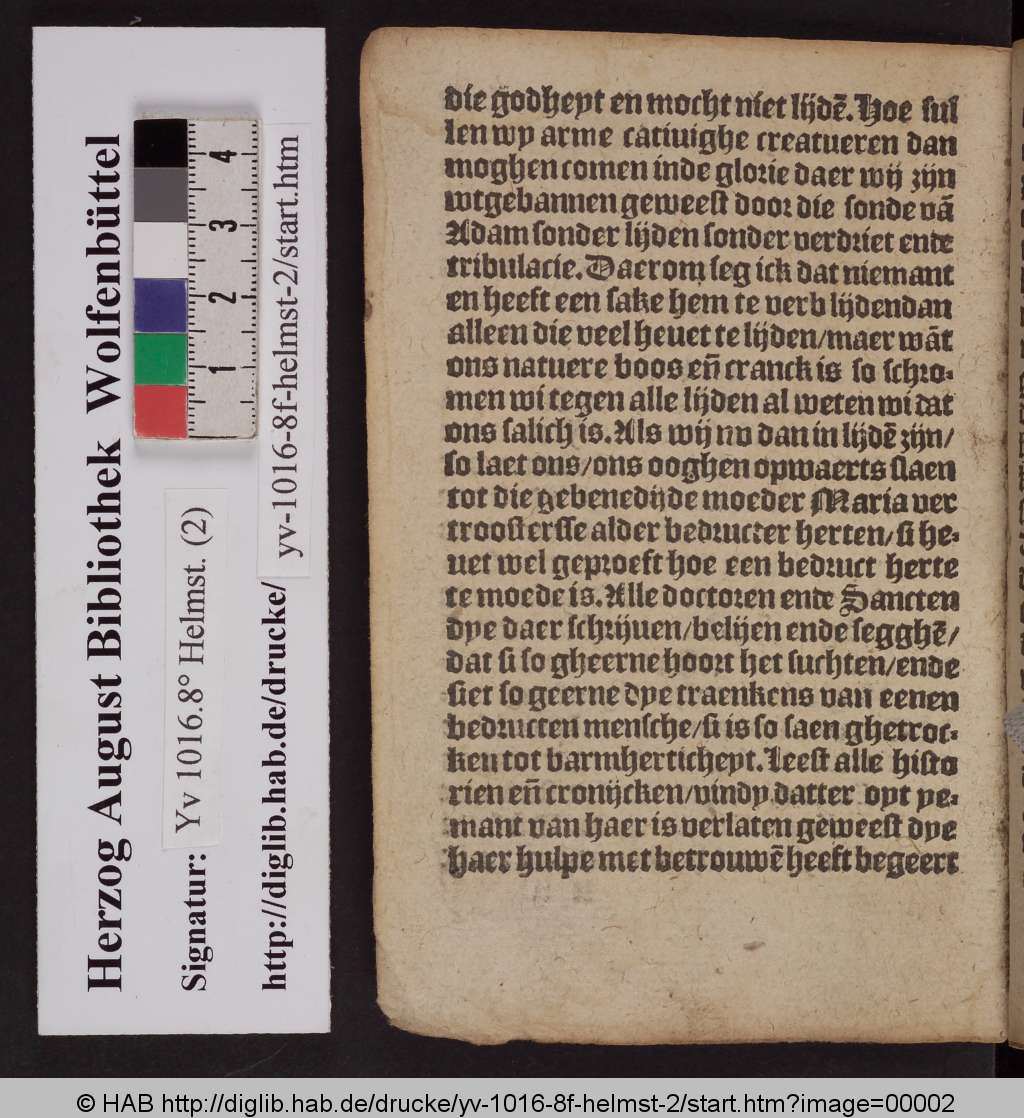 Herzog August Bibliothek Wolfenbüttel
Signatur: Yv 1016.8° Helmst. (2)
http://diglib.hab.de/drucke/ yv-1016-8f-helmst-2/start.htm
1 2 3 4
die godheyt en mocht niet lijdē. Hoe sul
len wy arme catiuighe creatueren dan
moghen comen inde glorie daer wij zijn
wtgebannen geweest door die sonde vā
Adam sonder lijden sonder verdriet ende
tribulacie. Daerom seg ick dat niemant
en heeft een sake hem te verblijden dan
alleen die veel heuet te lijden/maer wāt
ons natuere boos eñ cranck is so schro-
men wi tegen alle lijden al weten wi dat
ons salich is. Als wij nv dan in lijdē zijn/
so laet ons/ons ooghen opwaerts slaen
tot die gebenedijde moeder Maria ver
troosterſſe alder bedructer herten/si he-
uet wel geproeft hoe een bedruct herte
te moede is. Alle doctoren ende Sancten
dye daer schrijuen/belijen ende segghē/
dat si so gheerne hoort het suchten/ende
siet so geerne dye traenkens van eenen
bedructen mensche/si is so saen ghetroc-
ken tot barmhertichept. Leest alle histo
rien eñ cronijcken/vindy datter oyt ye-
mant van haer is verlaten geweest dye
haer hulpe met betrouwē heeft begeert
© HAB http://diglib.hab.de/drucke/yv-1016-8f-helmst-2/start.htm?image=00002